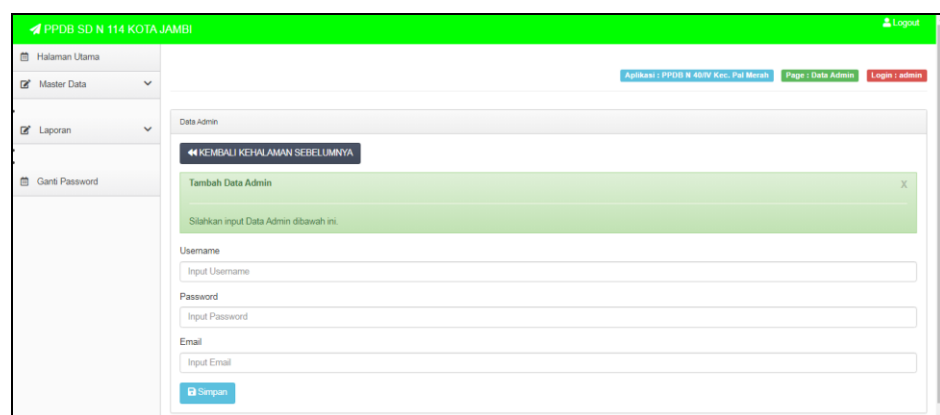 PPDB SD N 114 KOTA JAMBI
Logout
Halaman Utama
Master Data
Laporan
Ganti Password
Aplikasi : PPDB N 40/IV Kec. Pal Merah Page : Data Admin Login : admin
Data Admin
KEMBALI KEHALAMAN SEBELUMNYA
Tambah Data Admin X
Silahkan input Data Admin dibawah ini.
Username
Input Username
Password
Input Password
Email
Input Email
Simpan